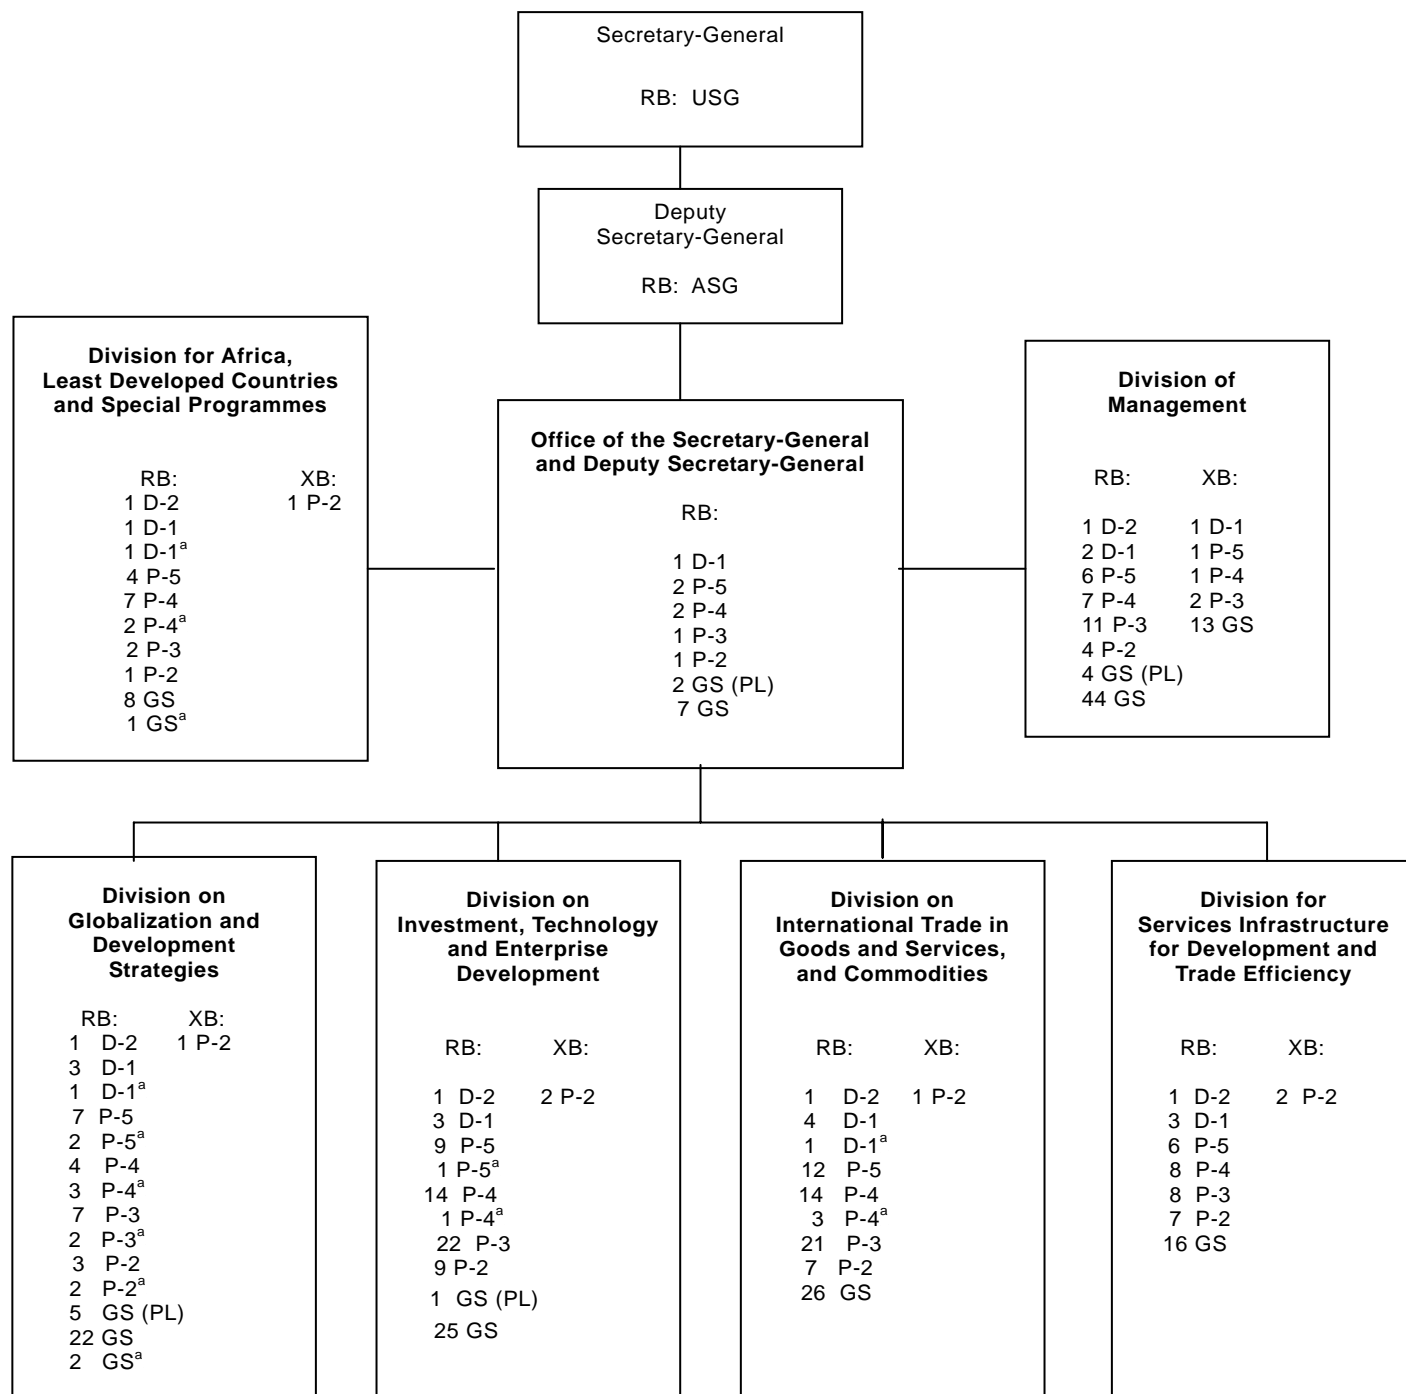 Secretary-General
RB: USG
Deputy
Secretary-General
RB: ASG
Division for Africa,
Least Developed Countries
and Special Programmes
RB: XB:
1 D-2 1 P-2
1 D-1
1 D-1ᵃ
4 P-5
7 P-4
2 P-4ᵃ
2 P-3
1 P-2
8 GS
1 GSᵃ
Office of the Secretary-General
and Deputy Secretary-General
RB:
1 D-1
2 P-5
2 P-4
1 P-3
1 P-2
2 GS (PL)
7 GS
Division of
Management
RB: XB:
1 D-2 1 D-1
2 D-1 1 P-5
6 P-5 1 P-4
7 P-4 2 P-3
11 P-3 13 GS
4 P-2
4 GS (PL)
44 GS
Division on
Globalization and
Development
Strategies
RB: XB:
1 D-2 1 P-2
3 D-1
1 D-1ᵃ
7 P-5
2 P-5ᵃ
4 P-4
3 P-4ᵃ
7 P-3
2 P-3ᵃ
3 P-2
2 P-2ᵃ
5 GS (PL)
22 GS
2 GSᵃ
Division on
Investment, Technology
and Enterprise
Development
RB: XB:
1 D-2 2 P-2
3 D-1
9 P-5
1 P-5ᵃ
14 P-4
1 P-4ᵃ
22 P-3
9 P-2
1 GS (PL)
25 GS
Division on
International Trade in
Goods and Services,
and Commodities
RB: XB:
1 D-2 1 P-2
4 D-1
1 D-1ᵃ
12 P-5
14 P-4
3 P-4ᵃ
21 P-3
7 P-2
26 GS
Division for
Services Infrastructure
for Development and
Trade Efficiency
RB: XB:
1 D-2 2 P-2
3 D-1
6 P-5
8 P-4
8 P-3
7 P-2
16 GS